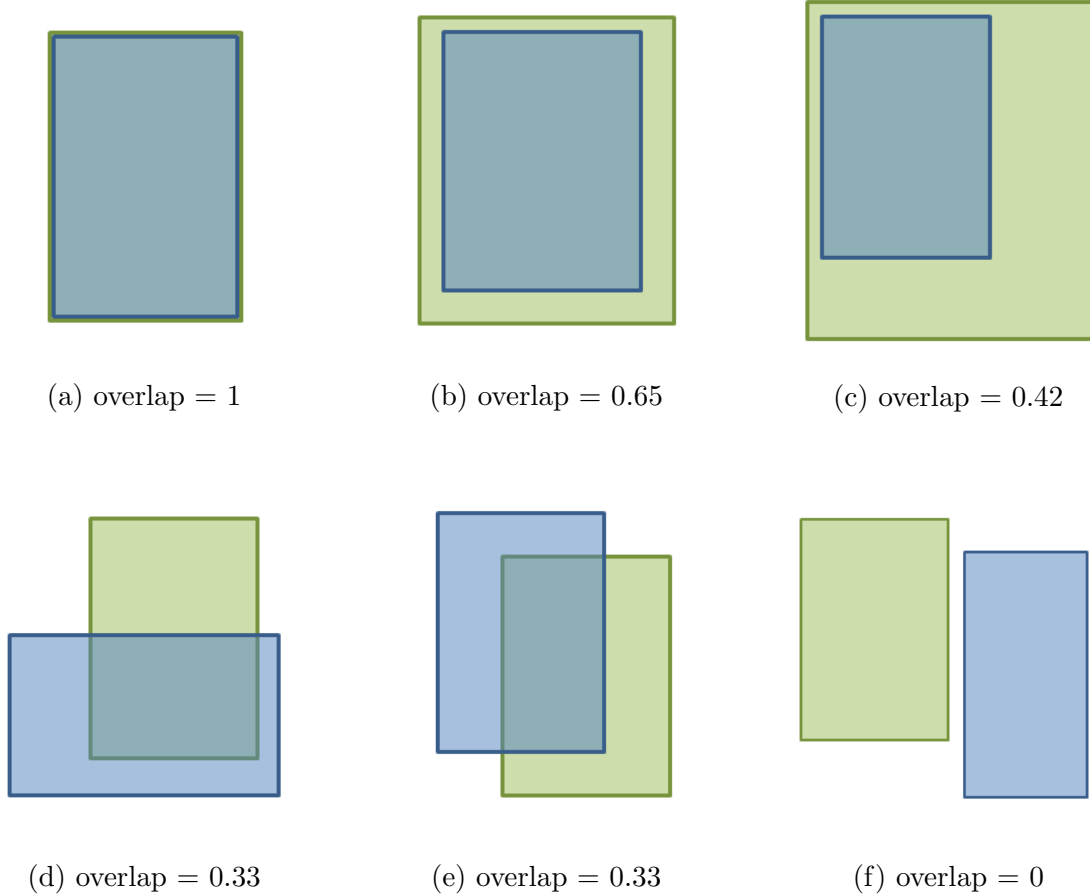 (a) overlap = 1
(b) overlap = 0.65
(c) overlap = 0.42
(d) overlap = 0.33
(e) overlap = 0.33
(f) overlap = 0